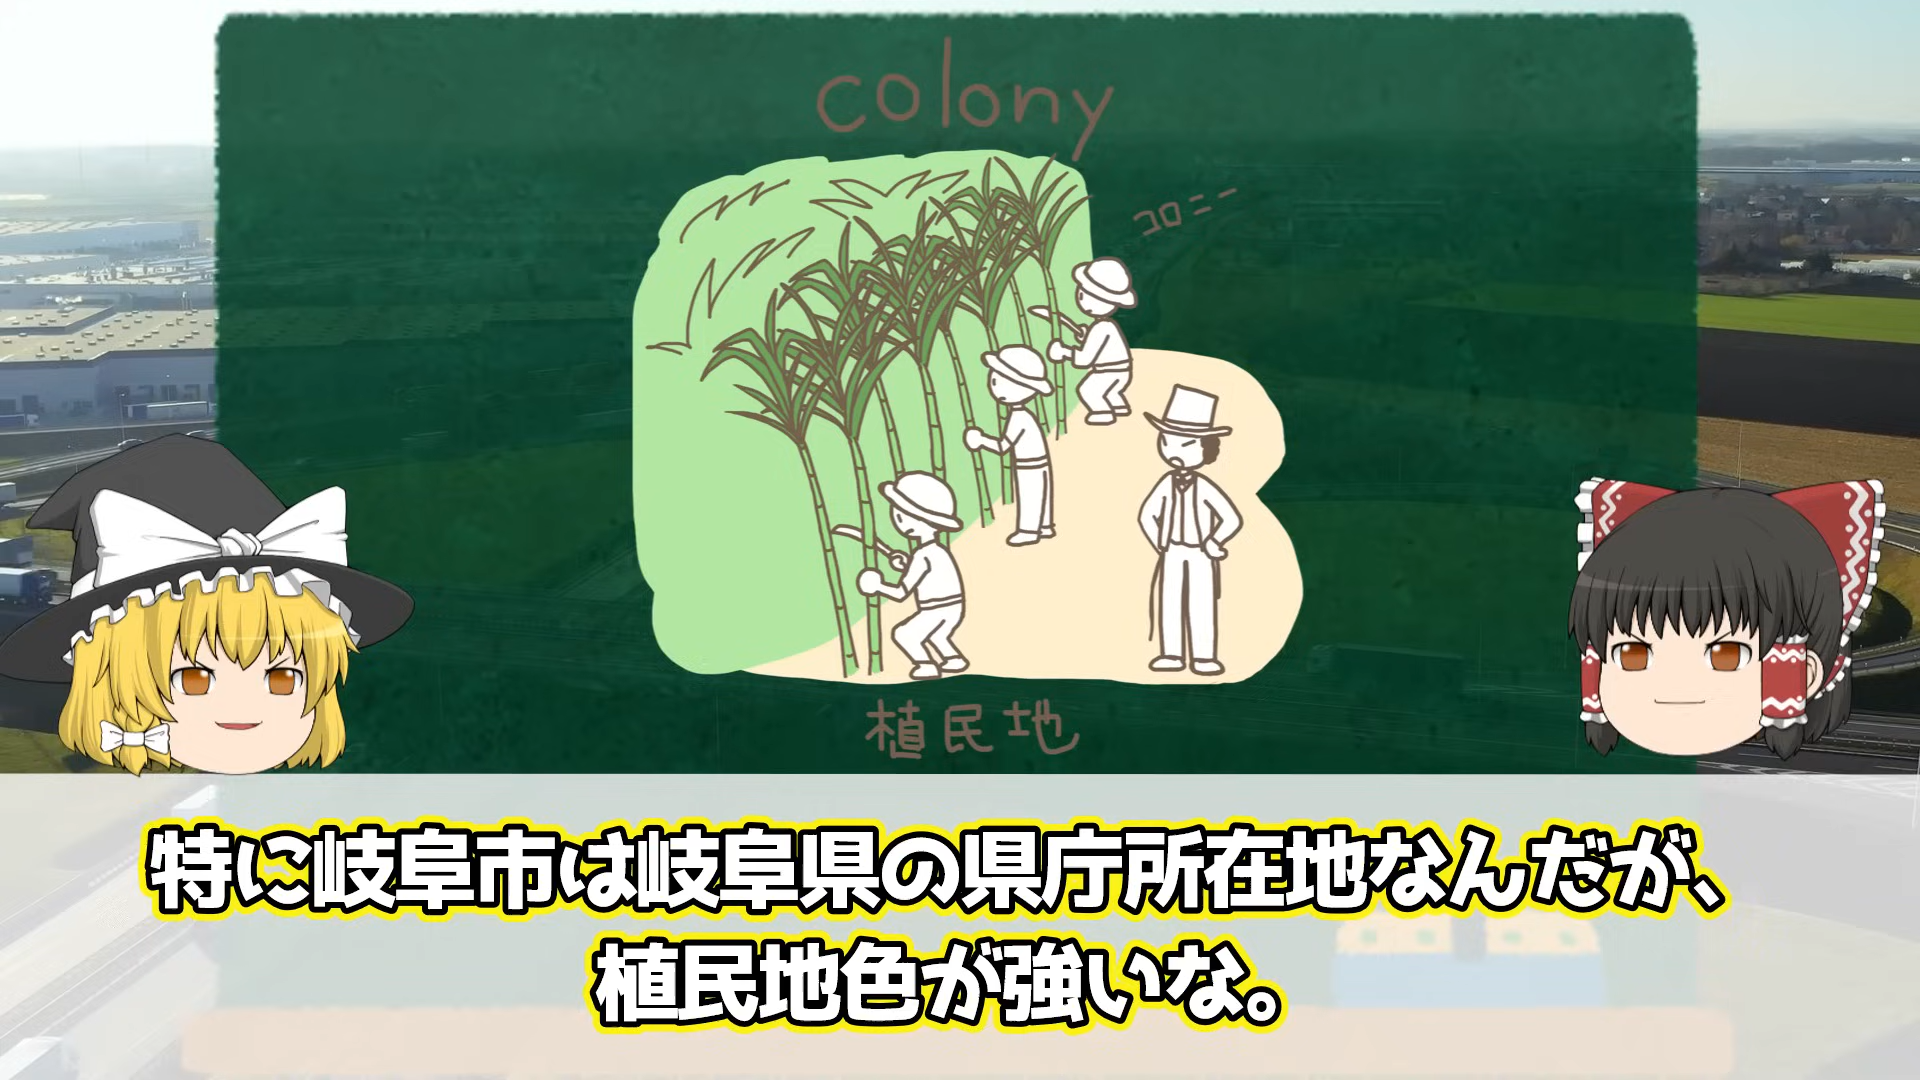 colony
コロニー
植民地
特に岐阜市は岐阜県の県庁所在地なんだが、
植民地色が強いな。